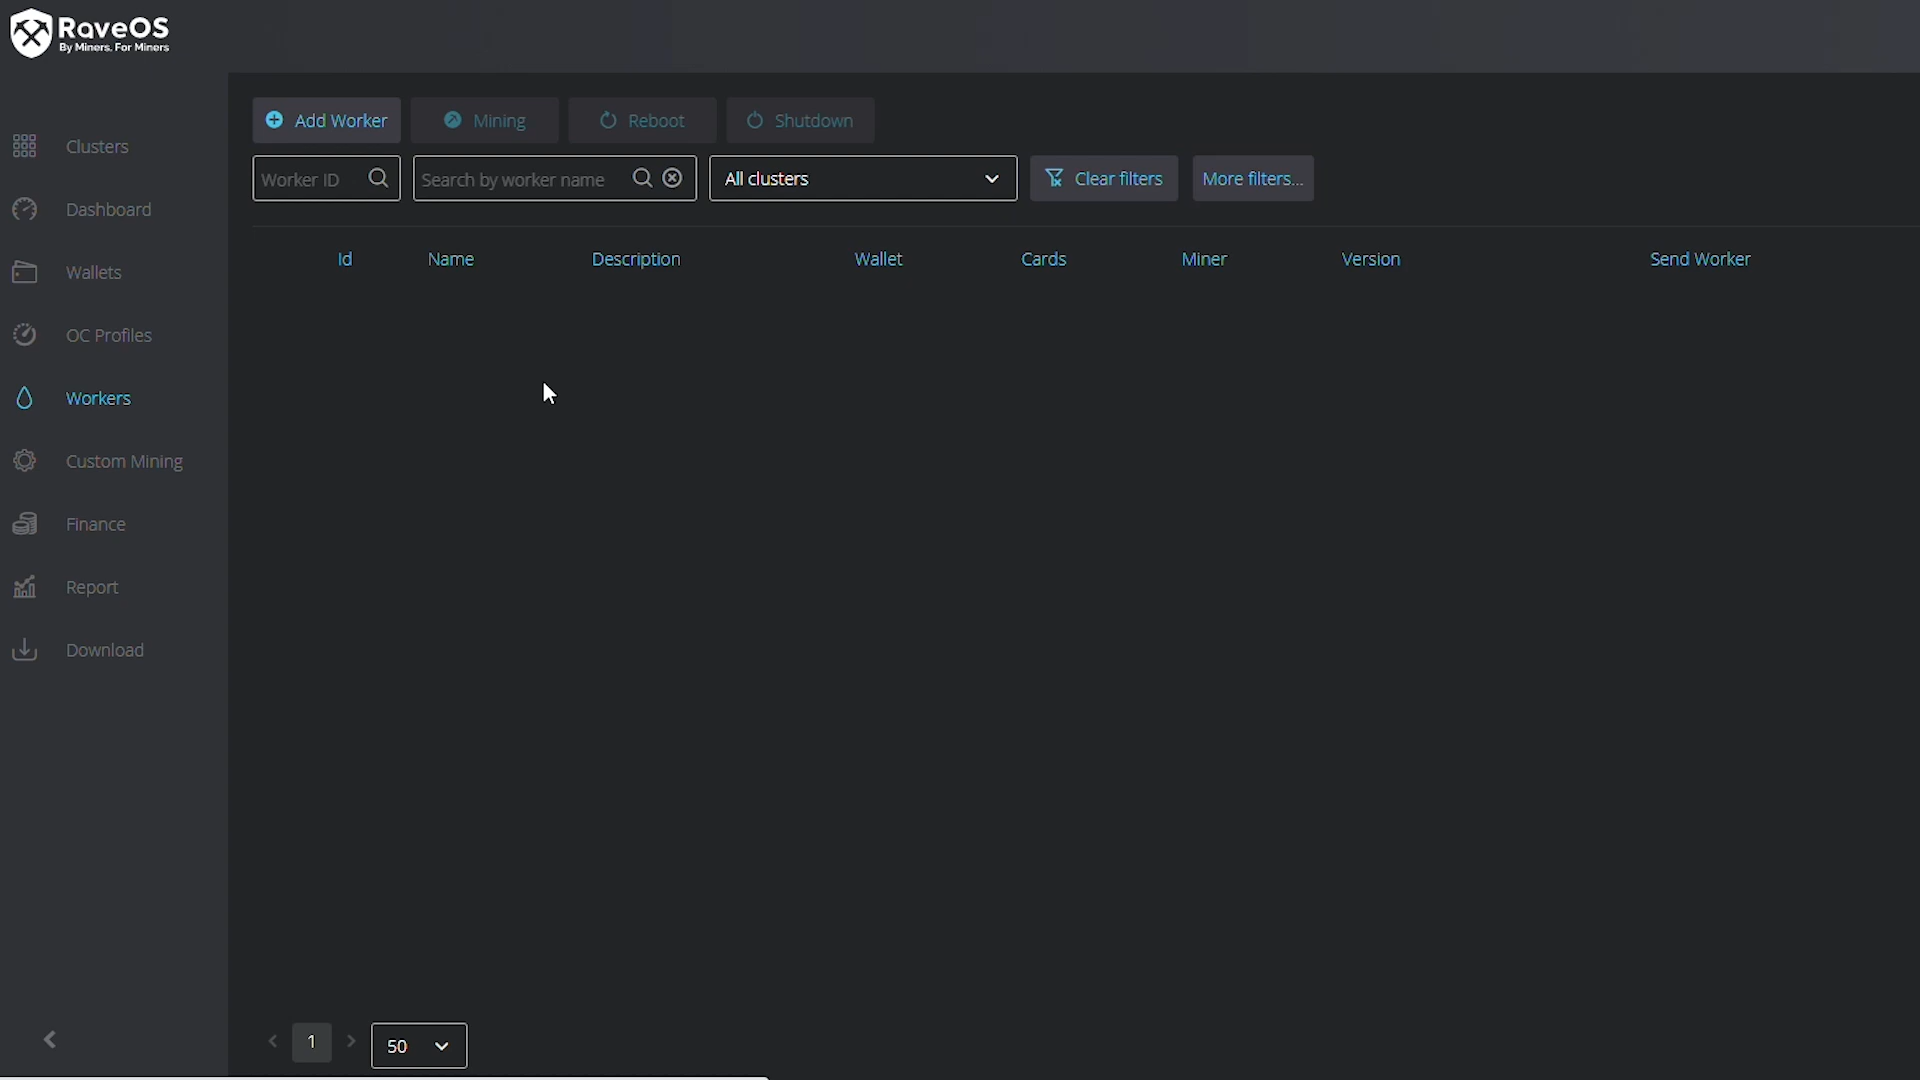 RaveOS
By Miners. For Miners
Clusters
Dashboard
Wallets
OC Profiles
Workers
Custom Mining
Finance
Report
Download
Add Worker
Mining
Reboot
Shutdown
Worker ID
Search by worker name
All clusters
Clear filters
More filters...
Id Name Description Wallet Cards Miner Version Send Worker
1
50